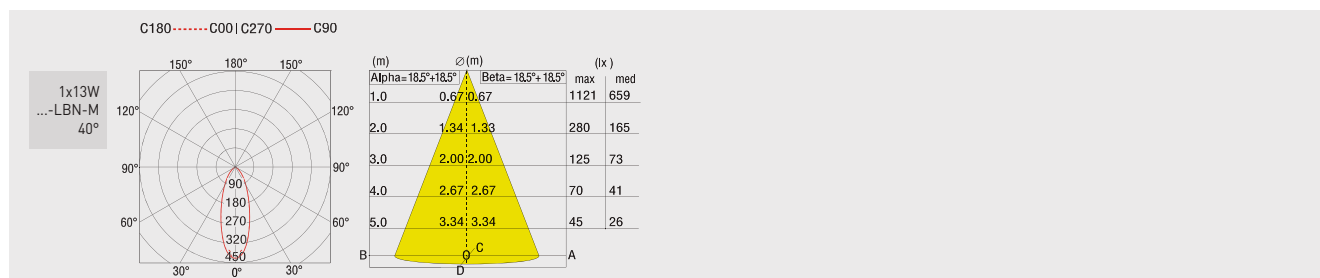 C180 C00 | C270 C90
1x13W
...-LBN-M
40°
150° 180° 150°
120° 120°
90° 90°
60° 60°
30° 0° 30°
90
180
270
320
450
(m) ∅ (m) (lx)
Alpha= 18.5°+18.5° Beta= 18.5°+ 18.5° max med
1.0 0.67 0.67 1121 659
2.0 1.34 1.33 280 165
3.0 2.00 2.00 125 73
4.0 2.67 2.67 70 41
5.0 3.34 3.34 45 26
B O C A
D